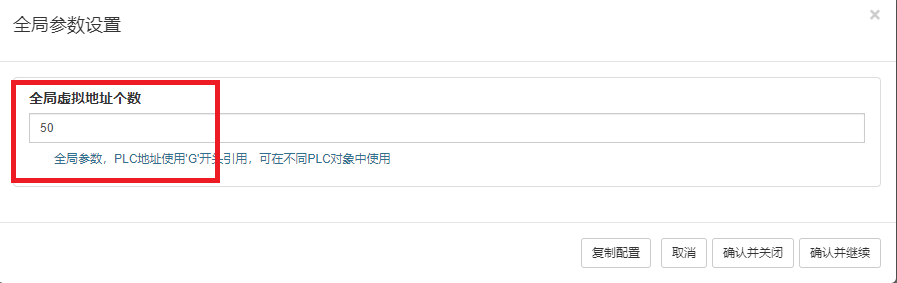 全局参数设置
×
全局虚拟地址个数
50
全局参数，PLC地址使用'G'开头引用，可在不同PLC对象中使用
复制配置 取消 确认并关闭 确认并继续